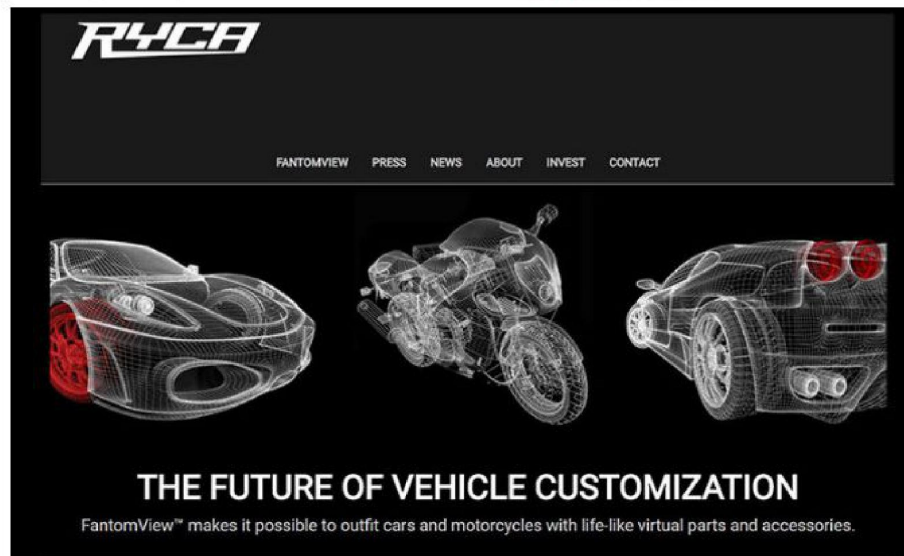 RYCA
FANTOMVIEW PRESS NEWS ABOUT INVEST CONTACT
THE FUTURE OF VEHICLE CUSTOMIZATION
FantomView™ makes it possible to outfit cars and motorcycles with life-like virtual parts and accessories.